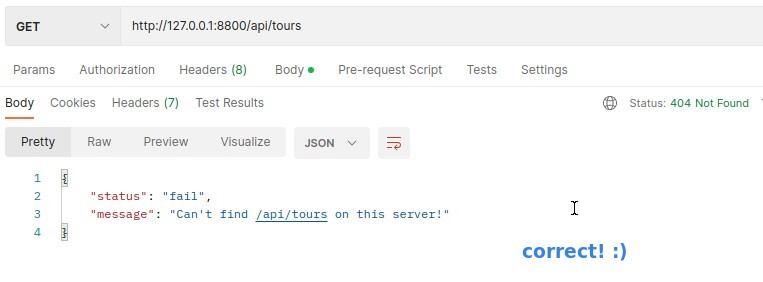 GET http://127.0.0.1:8800/api/tours
Params Authorization Headers (8) Body Pre-request Script Tests Settings
Body Cookies Headers (7) Test Results Status: 404 Not Found
Pretty Raw Preview Visualize JSON
1 {
2 "status": "fail",
3 "message": "Can't find /api/tours on this server!"
4 }
correct! :)